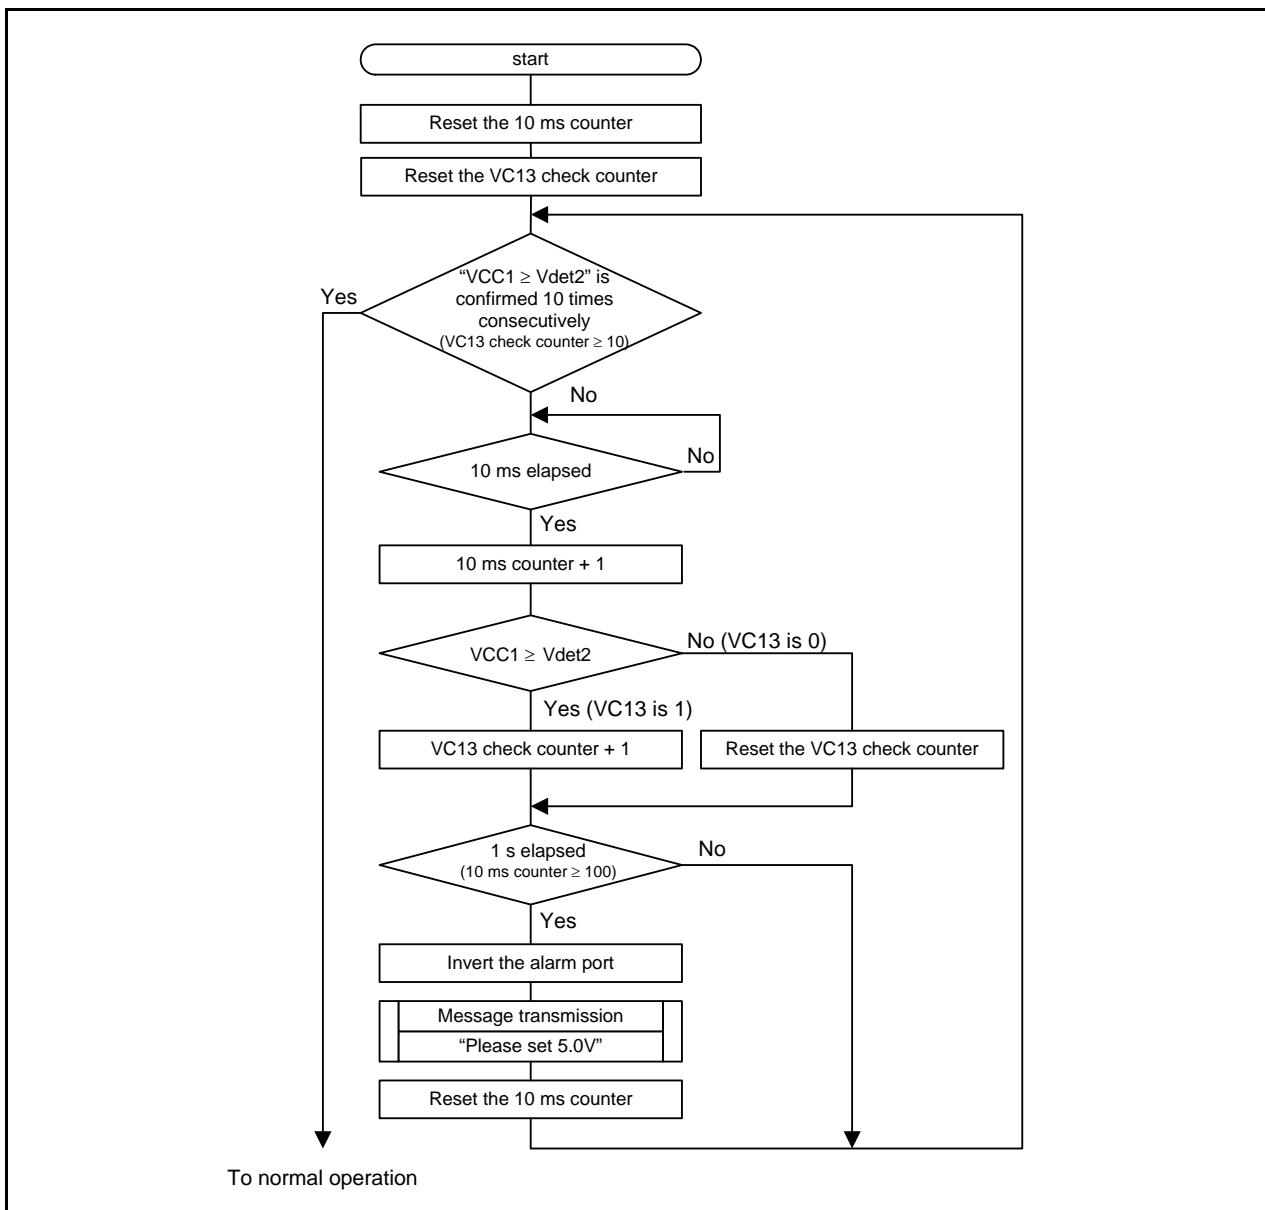 start
Reset the 10 ms counter
Reset the VC13 check counter
“VCC1 ≥ Vdet2” is
confirmed 10 times
consecutively
(VC13 check counter ≥ 10)
Yes
No
10 ms elapsed
No
Yes
10 ms counter + 1
VCC1 ≥ Vdet2
No (VC13 is 0)
Yes (VC13 is 1)
VC13 check counter + 1
Reset the VC13 check counter
1 s elapsed
(10 ms counter ≥ 100)
No
Yes
Invert the alarm port
Message transmission
“Please set 5.0V”
Reset the 10 ms counter
To normal operation